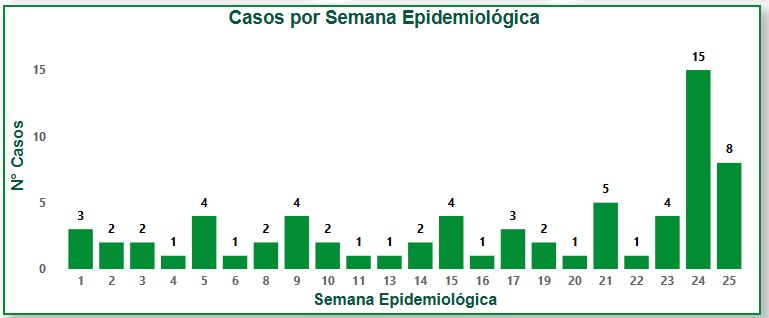 Casos por Semana Epidemiológica
N° Casos
15
10
5
0
3 2 2 1 4 1 2 4 2 1 1 2 4 1 3 2 1 5 1 4 15 8
1 2 3 4 5 6 8 9 10 11 13 14 15 16 17 19 20 21 22 23 24 25
Semana Epidemiológica